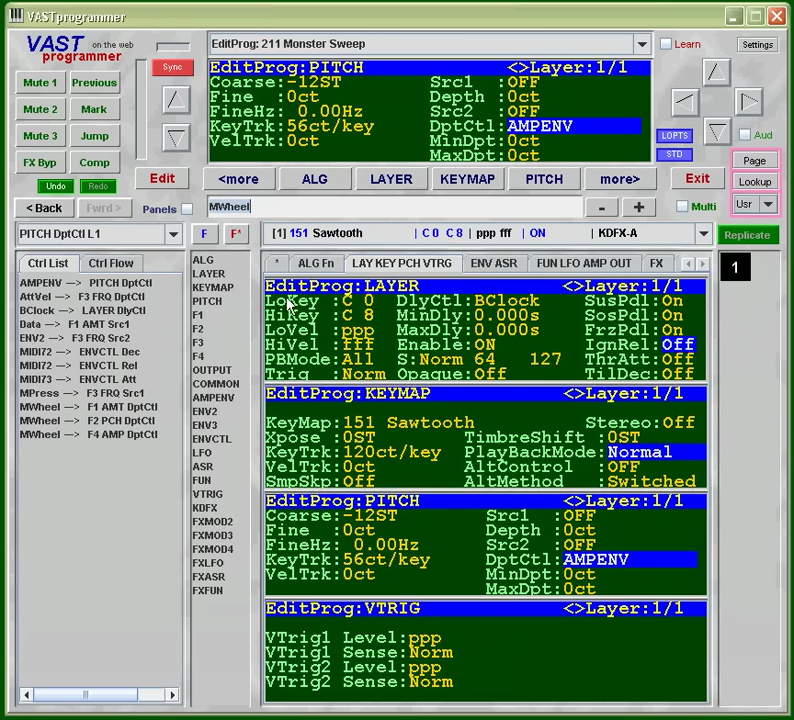 VASTprogrammer
VAST on the web
programmer
Sync
EditProg: 211 Monster Sweep
Learn
Settings
Mute 1 Previous
Mute 2 Mark
Mute 3 Jump
FX Byp Comp
Undo Redo
EditProg:PITCH <>Layer:1/1
Coarse:-12ST Src1 :OFF
Fine :0ct Depth :0ct
FineHz: 0.00Hz Src2 :OFF
KeyTrk:56ct/key DptCtl:AMPENV
VelTrk:0ct MinDpt:0ct
MaxDpt:0ct
LOPTS
STD
Aud
Page
Lookup
Usr
Edit <more ALG LAYER KEYMAP PITCH more> Exit
< Back Fwrd > Panels MWheel - + Multi
PITCH DptCtl L1 F F* [1] 151 Sawtooth | C 0 C 8 | ppp fff | ON | KDFX-A Replicate
Ctrl List Ctrl Flow
AMPENV --> PITCH DptCtl
AttVel --> F3 FRQ DptCtl
BClock --> LAYER DlyCtl
Data --> F1 AMT Src1
ENV2 --> F3 FRQ DptCtl
MIDI72 --> ENVCTL Dec
MIDI72 --> ENVCTL Rel
MIDI73 --> ENVCTL Att
MPress --> F3 FRQ Src1
MWheel --> F1 AMT DptCtl
MWheel --> F2 PCH DptCtl
MWheel --> F4 AMP DptCtl
ALG
LAYER
KEYMAP
PITCH
F1
F2
F3
F4
OUTPUT
COMMON
AMPENV
ENV2
ENV3
ENVCTL
LFO
ASR
FUN
VTRIG
KDFX
FXMOD2
FXMOD3
FXMOD4
FXLFO
FXASR
FXFUN
* ALG Fn LAY KEY PCH VTRG ENV ASR FUN LFO AMP OUT FX
1
EditProg:LAYER <>Layer:1/1
LoKey :C 0 DlyCtl:BClock SusPdl:On
HiKey :C 8 MinDly:0.000s SosPdl:On
LoVel :ppp MaxDly:0.000s FrzPdl:On
HiVel :fff Enable:ON IgnRel:Off
PBMode:All S:Norm 64 127 ThrAtt:Off
Trig :Norm Opaque:Off TilDec:Off
EditProg:KEYMAP <>Layer:1/1
KeyMap:151 Sawtooth Stereo:Off
Xpose :0ST TimbreShift :0ST
KeyTrk:120ct/key PlayBackMode:Normal
VelTrk:0ct AltControl :OFF
SmpSkp:Off AltMethod :Switched
EditProg:PITCH <>Layer:1/1
Coarse:-12ST Src1 :OFF
Fine :0ct Depth :0ct
FineHz: 0.00Hz Src2 :OFF
KeyTrk:56ct/key DptCtl:AMPENV
VelTrk:0ct MinDpt:0ct
MaxDpt:0ct
EditProg:VTRIG <>Layer:1/1
VTrig1 Level:ppp
VTrig1 Sense:Norm
VTrig2 Level:ppp
VTrig2 Sense:Norm